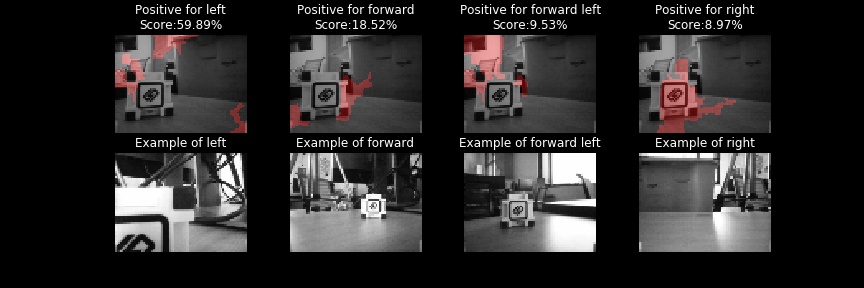 Positive for left
Score:59.89%
Positive for forward
Score:18.52%
Positive for forward left
Score:9.53%
Positive for right
Score:8.97%
Example of left
Example of forward
Example of forward left
Example of right